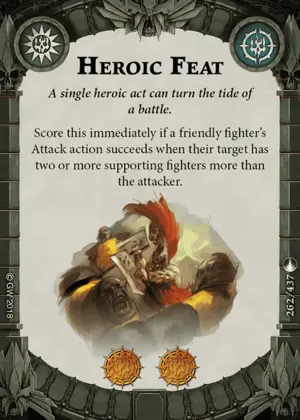 Heroic Feat
A single heroic act can turn the tide of
a battle.
Score this immediately if a friendly fighter's
Attack action succeeds when their target has
two or more supporting fighters more than
the attacker.
©GW 2018
262/437